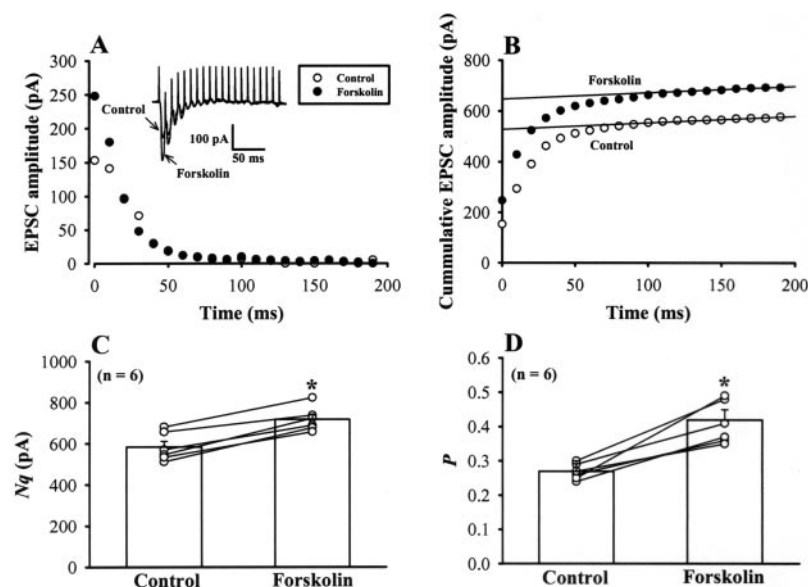 A
EPSC amplitude (pA)
300
250
200
150
100
50
0
0 50 100 150 200
Time (ms)
Control
Forskolin
100 pA
50 ms
Control
Forskolin
B
Cummulative EPSC amplitude (pA)
800
600
400
200
0
0 50 100 150 200
Time (ms)
Forskolin
Control
C
(n = 6)
Nq (pA)
1000
800
600
400
200
0
*
Control Forskolin
D
(n = 6)
P
0.6
0.5
0.4
0.3
0.2
0.1
0.0
*
Control Forskolin